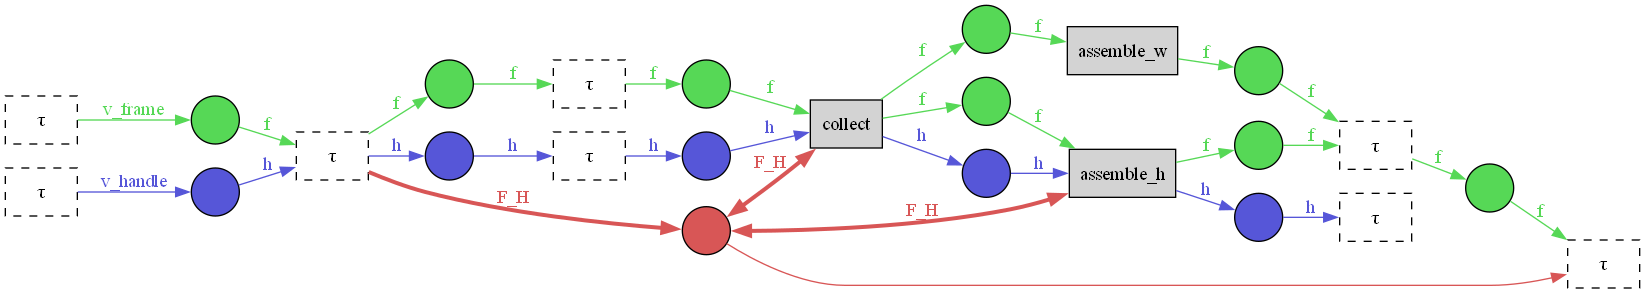 τ
v_frame
f
τ
v_handle
h
τ
f
h
F_H
f
τ
f
h
τ
h
f
h
F_H
collect
f
f
h
f
assemble_w
f
f
h
assemble_h
F_H
f
h
f
f
h
τ
τ
f
f
τ